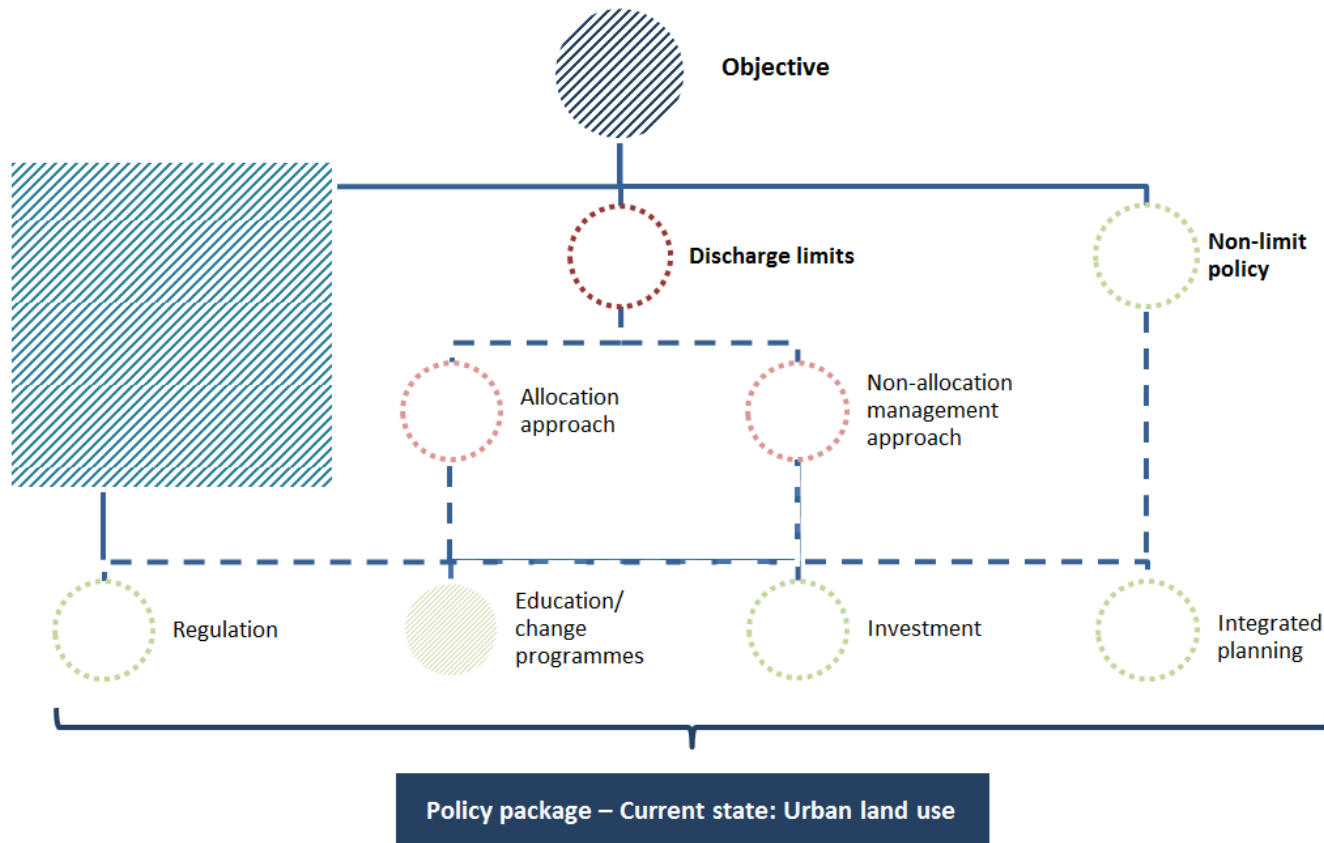 Objective
Discharge limits
Non-limit
policy
Allocation
approach
Non-allocation
management
approach
Regulation
Education/
change
programmes
Investment
Integrated
planning
Policy package – Current state: Urban land use